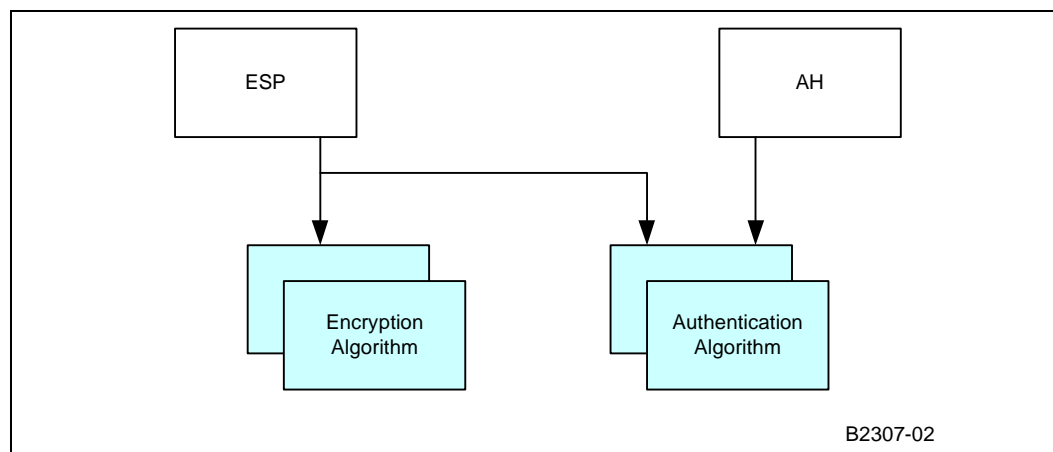 ESP
AH
Encryption
Algorithm
Authentication
Algorithm
B2307-02